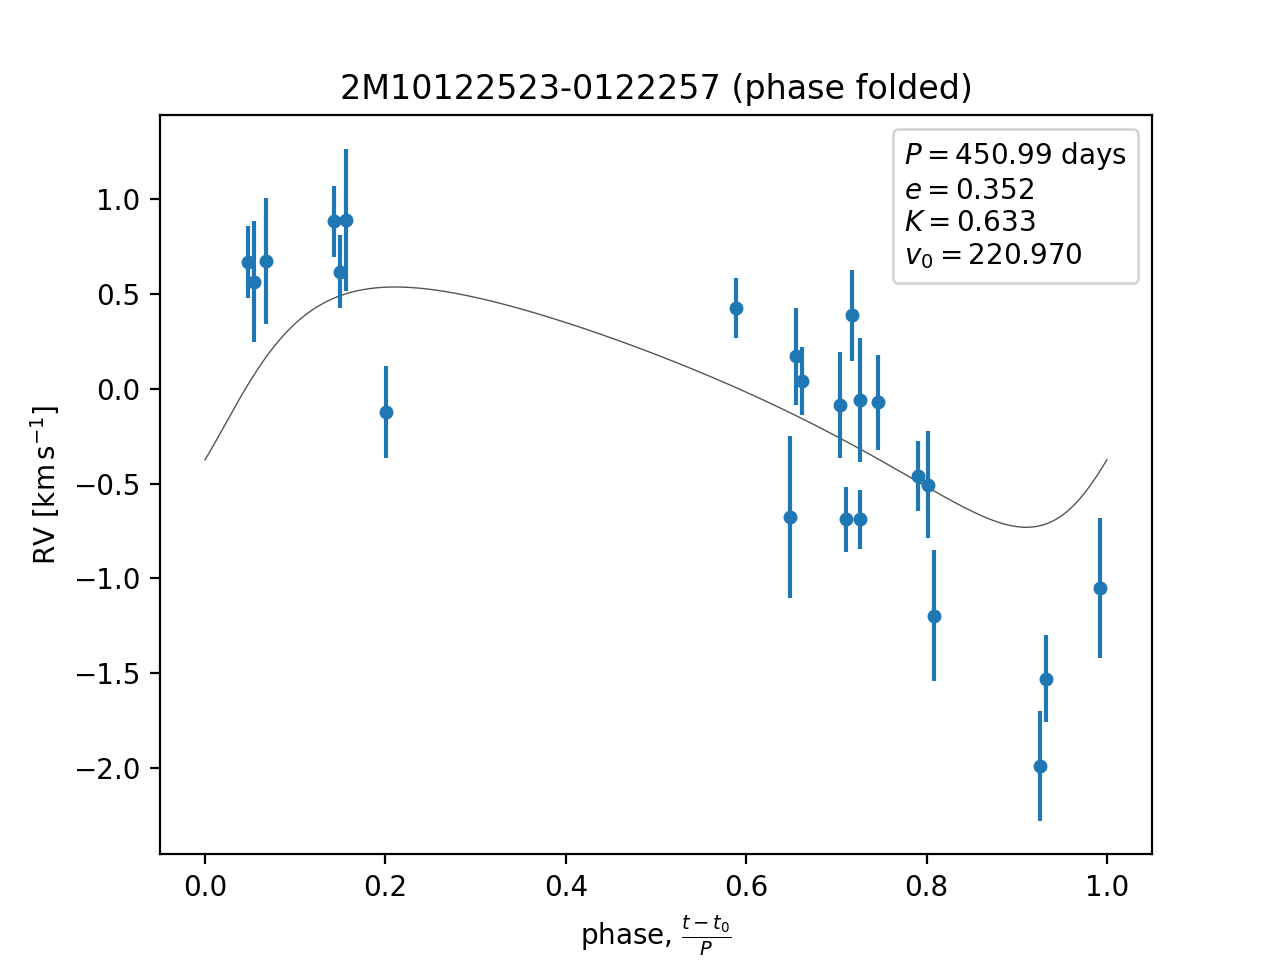 2M10122523-0122257 (phase folded)
P = 450.99 days
e = 0.352
K = 0.633
v₀ = 220.970
RV [km s⁻¹]
1.0
0.5
0.0
−0.5
−1.0
−1.5
−2.0
0.0 0.2 0.4 0.6 0.8 1.0
phase, (t − t₀)/P